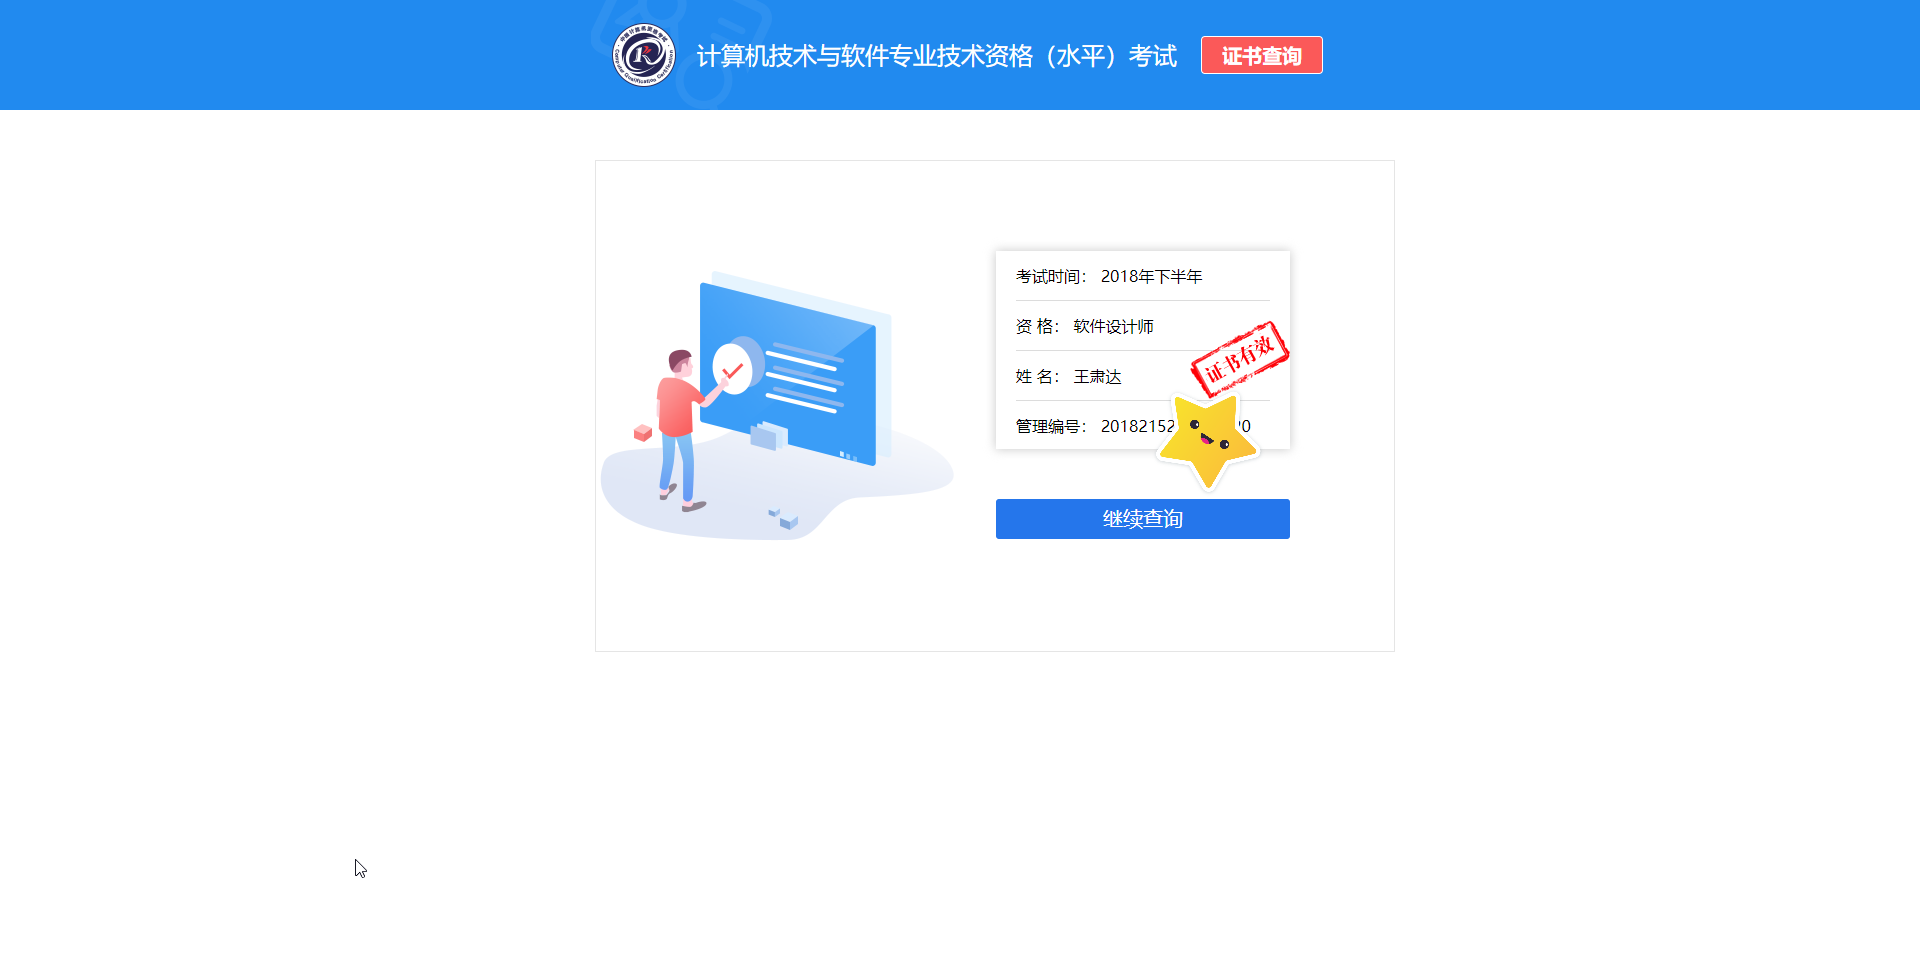 计算机技术与软件专业技术资格（水平）考试 证书查询
考试时间： 2018年下半年
资 格： 软件设计师
证书有效
姓 名： 王肃达
管理编号： 20182152 20
继续查询